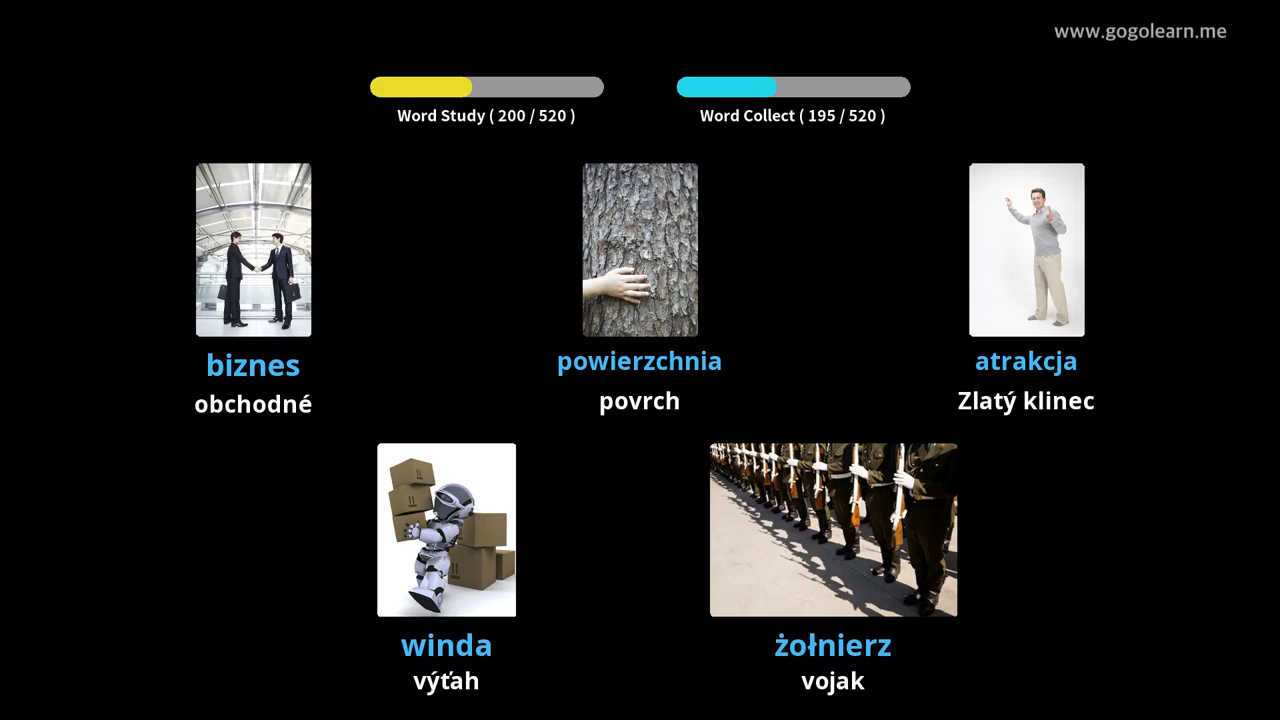 www.gogolearn.me
Word Study ( 200 / 520 )
Word Collect ( 195 / 520 )
biznes
obchodné
powierzchnia
povrch
atrakcja
Zlatý klinec
winda
výťah
żołnierz
vojak